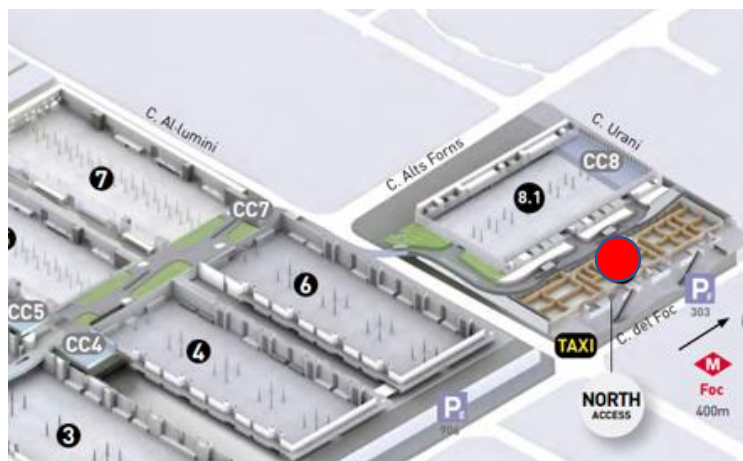 C. Al·lumini
C. Urani
C. Alts Forns
CC8
7
8.1
CC7
6
P
303
CC5
CC4
4
TAXI
C. del Foc
M
Foc
400m
NORTH
ACCESS
P
904
3